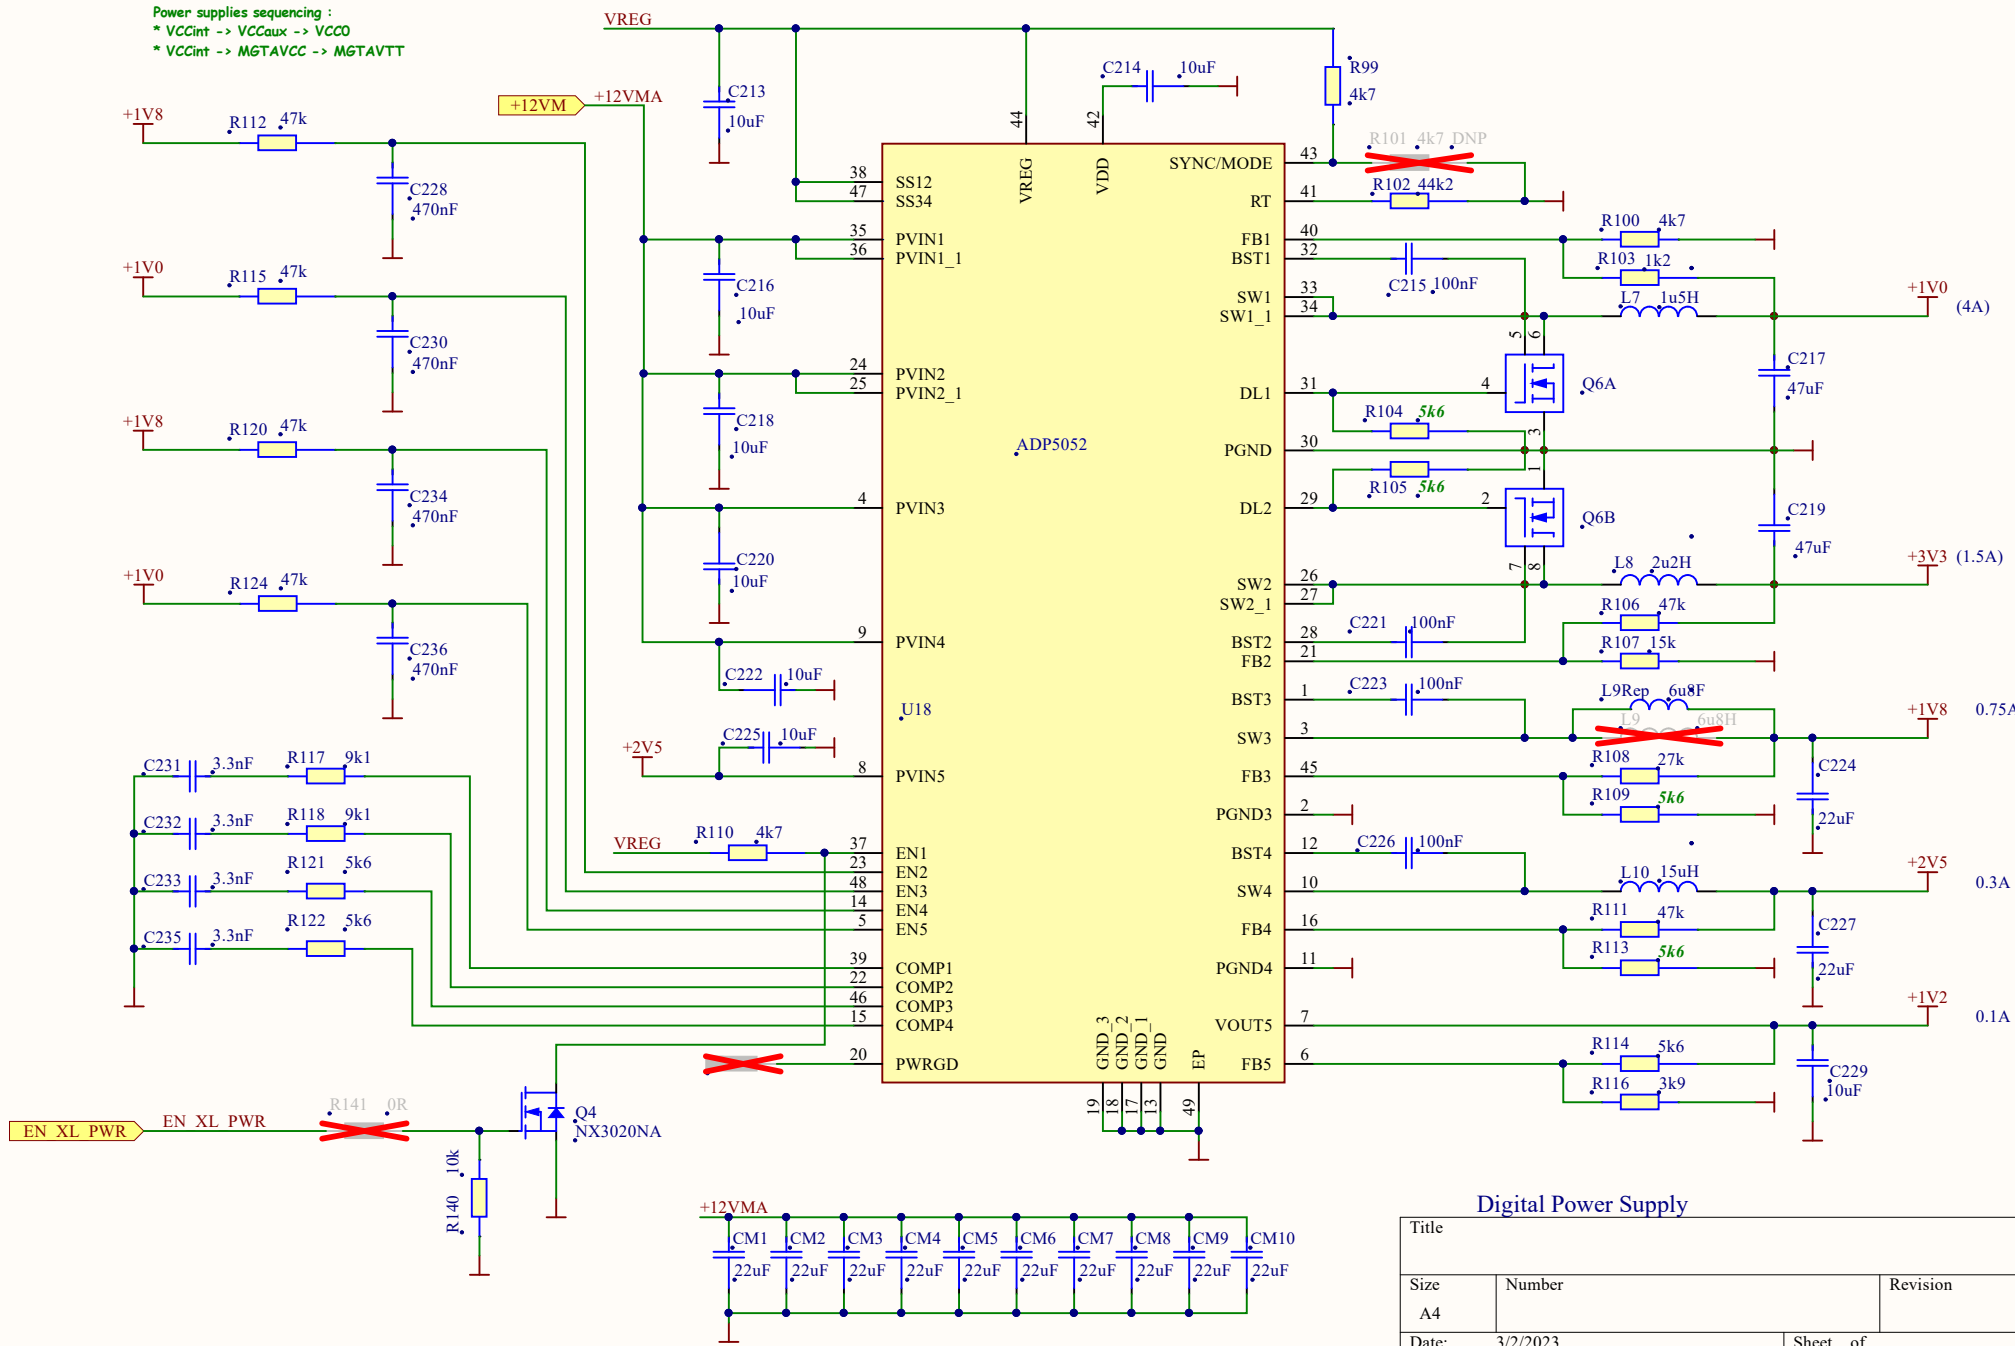 Power supplies sequencing :
* VCCint -> VCCaux -> VCCO
* VCCint -> MGTAVCC -> MGTAVTT
VREG
+12VM
+12VMA
C213
10uF
C214
10uF
R99
4k7
44
42
VREG
VDD
+1V8
R112
47k
C228
470nF
+1V0
R115
47k
C230
470nF
+1V8
R120
47k
C234
470nF
+1V0
R124
47k
C236
470nF
C216
10uF
C218
10uF
C220
10uF
C222
10uF
+2V5
C225
10uF
VREG
R110
4k7
C231
3.3nF
R117
9k1
C232
3.3nF
R118
9k1
C233
3.3nF
R121
5k6
C235
3.3nF
R122
5k6
38
SS12
47
SS34
35
PVIN1
36
PVIN1_1
24
PVIN2
25
PVIN2_1
4
PVIN3
9
PVIN4
8
PVIN5
37
EN1
23
EN2
48
EN3
14
EN4
5
EN5
39
COMP1
22
COMP2
46
COMP3
15
COMP4
20
PWRGD
ADP5052
U18
SYNC/MODE
43
RT
41
FB1
40
BST1
32
SW1
33
SW1_1
34
DL1
31
PGND
30
DL2
29
SW2
26
SW2_1
27
BST2
28
FB2
21
BST3
1
SW3
3
FB3
45
PGND3
2
BST4
12
SW4
10
FB4
16
PGND4
11
VOUT5
7
FB5
6
GND_3
GND_2
GND_1
GND
EP
19
18
17
13
49
R101 4k7 DNP
R102 44k2
R100
4k7
R103 1k2
C215 100nF
L7
1u5H
+1V0
(4A)
5
6
4
3
Q6A
R104
5k6
R105
5k6
1
2
7
8
Q6B
C217
47uF
C219
47uF
L8
2u2H
+3V3
(1.5A)
R106
47k
R107
15k
C221
100nF
C223
100nF
L9Rep
6u8F
L9
6u8H
+1V8
0.75A
R108
27k
R109
5k6
C224
22uF
C226
100nF
L10
15uH
+2V5
0.3A
R111
47k
R113
5k6
C227
22uF
+1V2
0.1A
R114
5k6
R116
3k9
C229
10uF
EN_XL_PWR
EN_XL_PWR
R141
0R
R140
10k
Q4
NX3020NA
+12VMA
CM1
22uF
CM2
22uF
CM3
22uF
CM4
22uF
CM5
22uF
CM6
22uF
CM7
22uF
CM8
22uF
CM9
22uF
CM10
22uF
Digital Power Supply
Title
Size
Number
Revision
A4
Date:
3/2/2023
Sheet of